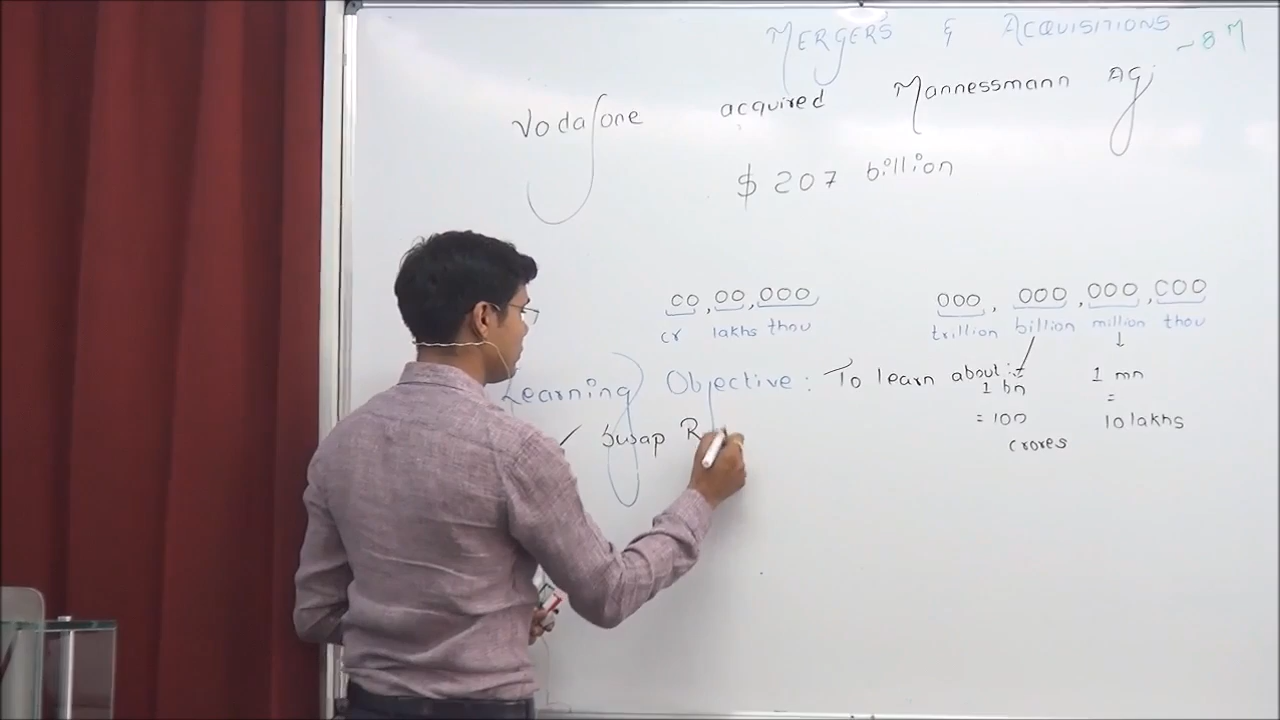 MERGERS & ACQUISITIONS
~8 M
Vodafone acquired Mannessmann AG
$ 207 billion
00,00,000
cr lakhs thou
000, 000,000,000
trillion billion million thou
Learning Objective: To learn about:-
1 bn
= 100
crores
1 mn
=
10 lakhs
✓ Swap R